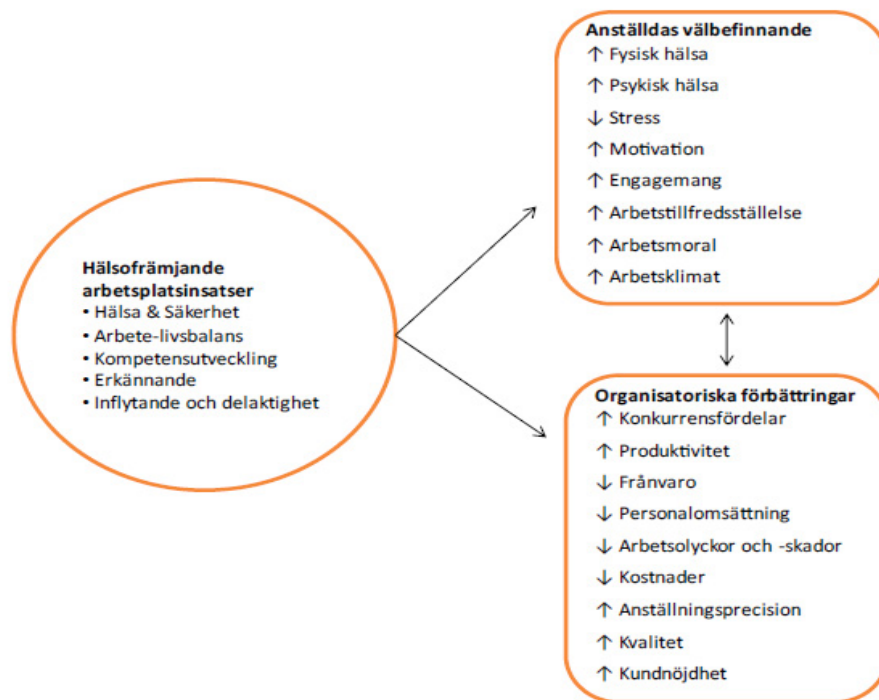 Anställdas välbefinnande
↑ Fysisk hälsa
↑ Psykisk hälsa
↓ Stress
↑ Motivation
↑ Engagemang
↑ Arbetstillfredsställelse
↑ Arbetsmoral
↑ Arbetsklimat
Hälsofrämjande
arbetsplatsinsatser
• Hälsa & Säkerhet
• Arbete-livsbalans
• Kompetensutveckling
• Erkännande
• Inflytande och delaktighet
Organisatoriska förbättringar
↑ Konkurrensfördelar
↑ Produktivitet
↓ Frånvaro
↓ Personalomsättning
↓ Arbetsolyckor och -skador
↓ Kostnader
↑ Anställningsprecision
↑ Kvalitet
↑ Kundnöjdhet